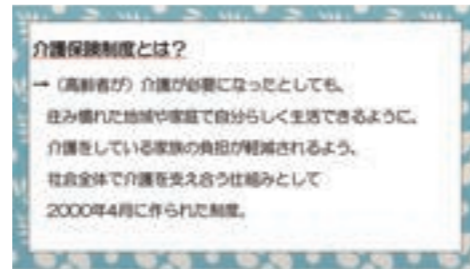 介護保険制度とは？
→（高齢者が）介護が必要になったとしても、
住み慣れた地域や家庭で自分らしく生活できるように。
介護をしている家族の負担が軽減されるよう、
社会全体で介護を支え合う仕組みとして
2000年4月に作られた制度。